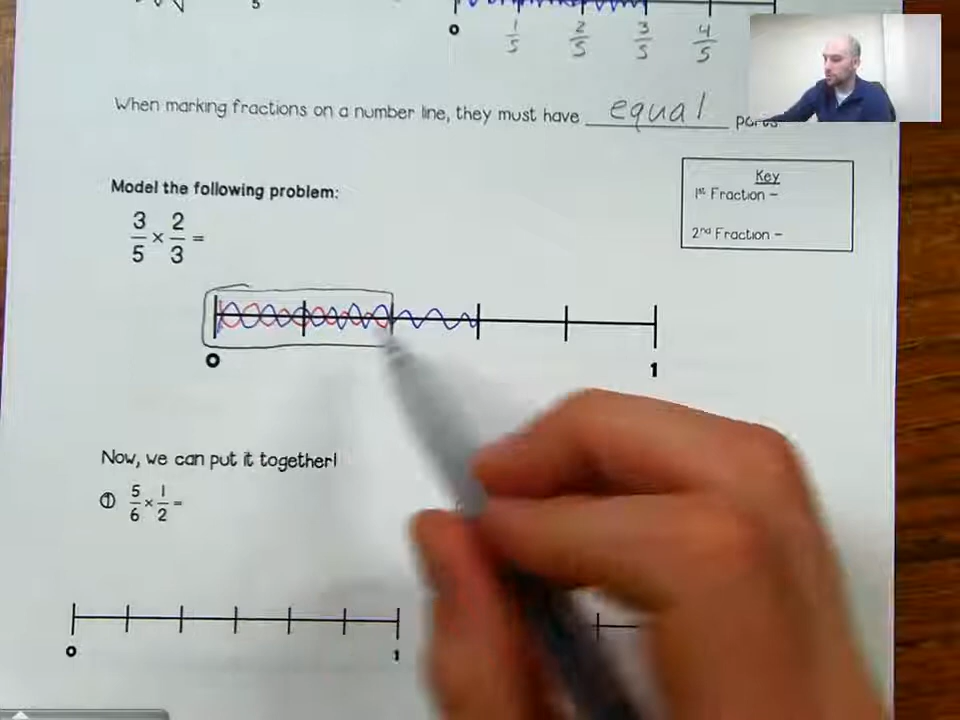 5
0 1/5 2/5 3/5 4/5
When marking fractions on a number line, they must have equal parts
Key
1st Fraction -
2nd Fraction -
Model the following problem:
3/5 × 2/3 =
0 1
Now, we can put it together!
① 5/6 × 1/2 =
0 1